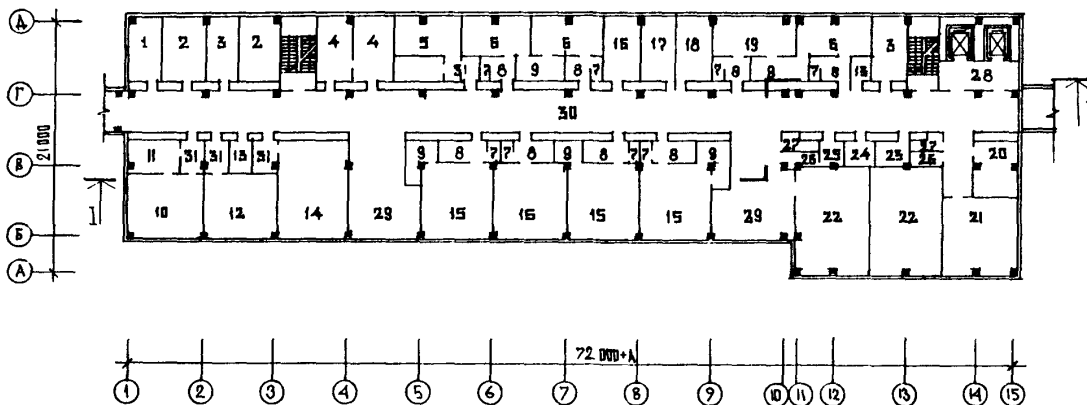 Д
1 2 3 2 4 4 5 6 6 16 17 18 19 6 3
31 7 8 9 8 7 7 8 8 7 8 13 28
Г
30
21 000
11 31 31 13 31 9 8 7 7 8 9 8 7 7 8 9 27 26 25 24 23 27 26 20
В
I
10 12 14 29 15 16 15 15 29 22 22 21
Б
А
72 000+А
1 2 3 4 5 6 7 8 9 10 11 12 13 14 15